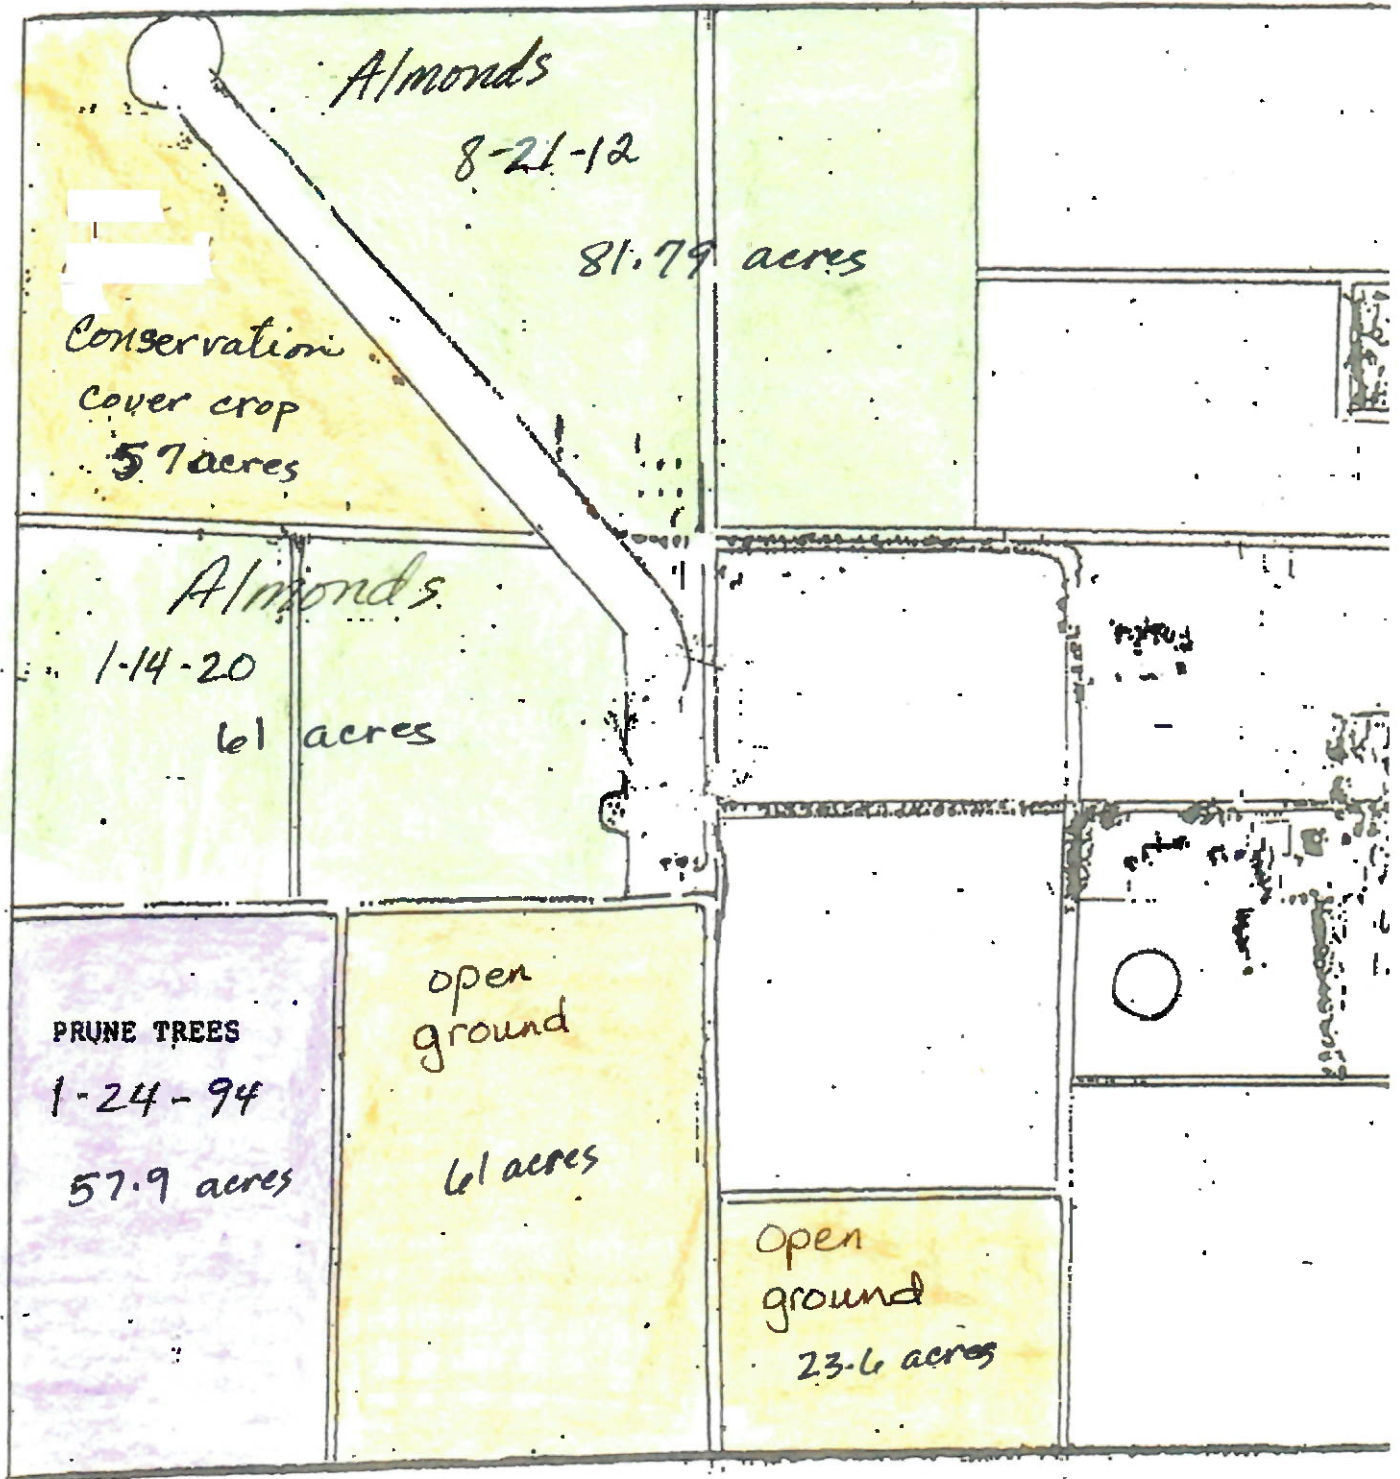 Almonds
8-21-12
81.79 acres
Conservation
cover crop
57 acres
Almonds
1-14-20
61 acres
PRUNE TREES
1-24-94
57.9 acres
open
ground
61 acres
Open
ground
23.6 acres